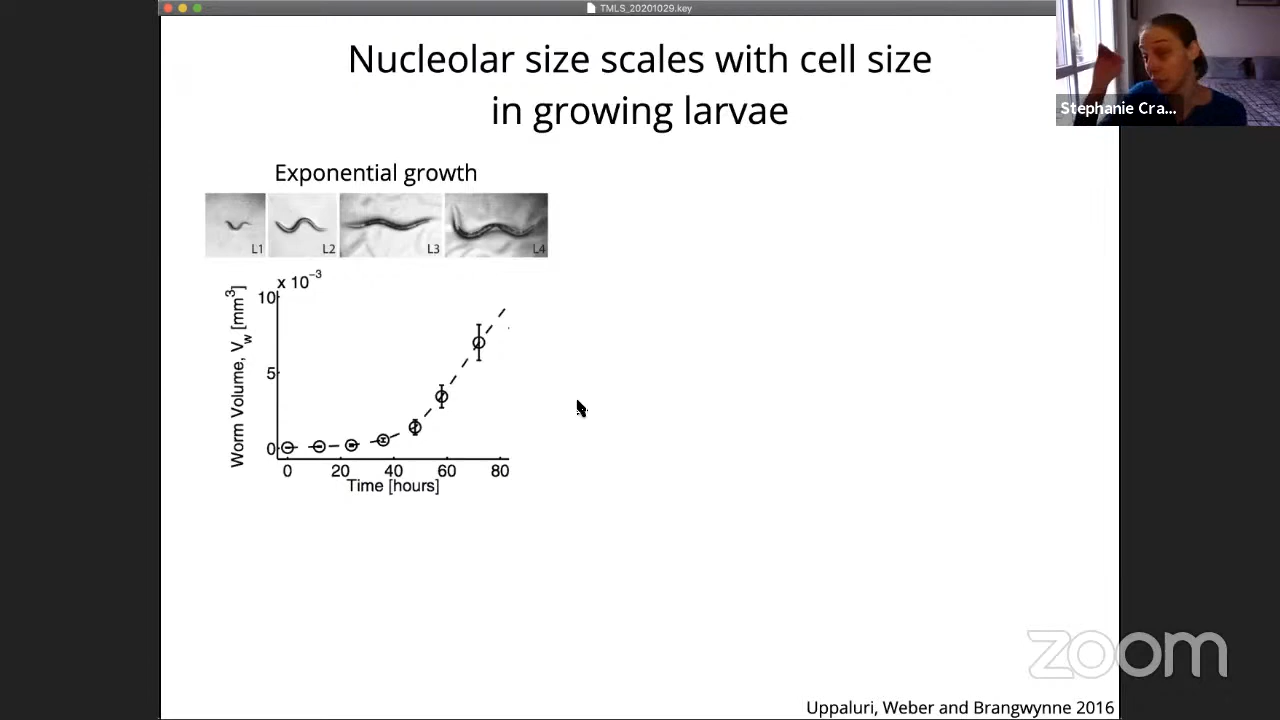 TMLS_20201029.key
Nucleolar size scales with cell size
in growing larvae
Stephanie Cra...
Exponential growth
L1 L2 L3 L4
x 10⁻³
10
5
0
Worm Volume, V_w [mm³]
0 20 40 60 80
Time [hours]
zoom
Uppaluri, Weber and Brangwynne 2016